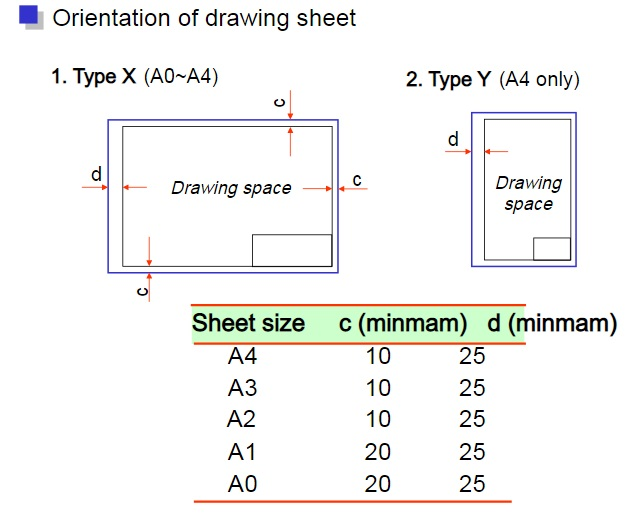 Orientation of drawing sheet
1. Type X (A0~A4)
2. Type Y (A4 only)
c
d
Drawing space
c
c
d
Drawing
space
Sheet size c (minmam) d (minmam)
A4 10 25
A3 10 25
A2 10 25
A1 20 25
A0 20 25